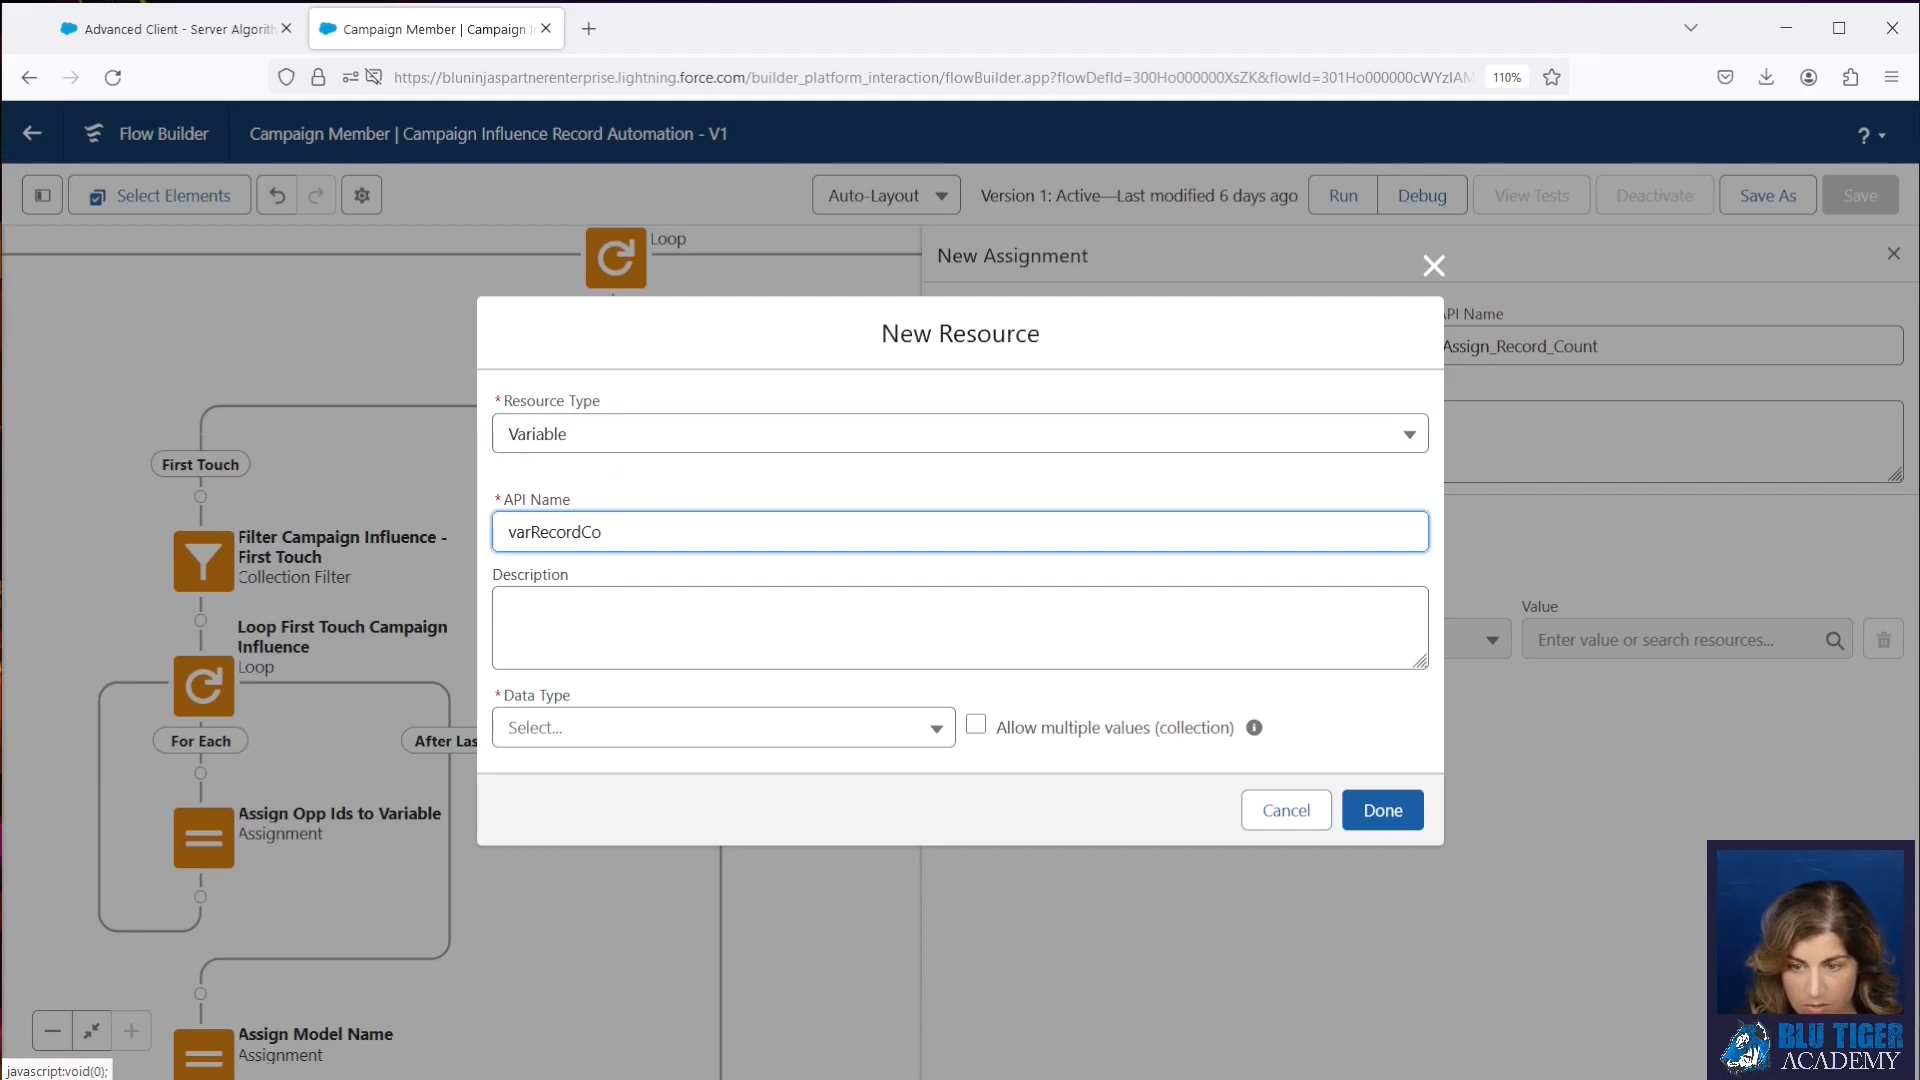 Advanced Client - Server Algorith
Campaign Member | Campaign I
https://bluninjaspartnerenterprise.lightning.force.com/builder_platform_interaction/flowBuilder.app?flowDefId=300Ho000000XsZK&flowId=301Ho000000cWYzIAM
110%
Flow Builder
Campaign Member | Campaign Influence Record Automation - V1
?
Select Elements
Auto-Layout
Version 1: Active—Last modified 6 days ago
Run
Debug
View Tests
Deactivate
Save As
Save
Loop
New Assignment
API Name
Assign_Record_Count
New Resource
* Resource Type
Variable
* API Name
varRecordCo
Description
* Data Type
Select...
Allow multiple values (collection)
Cancel
Done
Value
Enter value or search resources...
First Touch
Filter Campaign Influence -
First Touch
Collection Filter
Loop First Touch Campaign
Influence
Loop
For Each
After Las
Assign Opp Ids to Variable
Assignment
Assign Model Name
Assignment
javascript:void(0);
BLU TIGER
ACADEMY